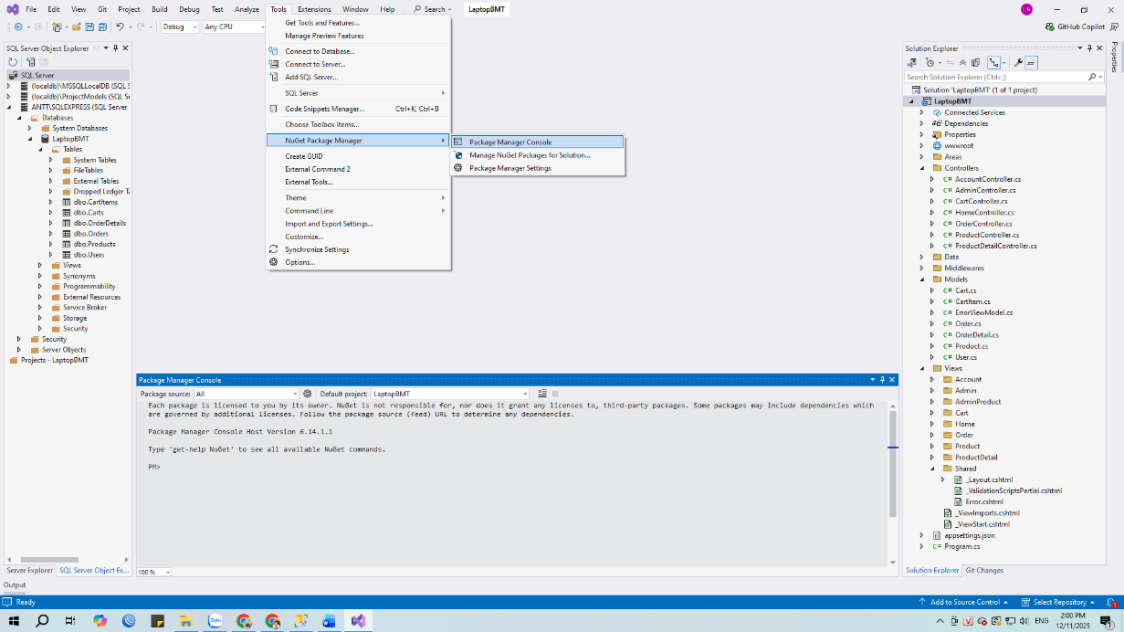 File Edit View Git Project Build Debug Test Analyze Tools Extensions Window Help Search LaptopBMT
GitHub Copilot
Debug Any CPU
Get Tools and Features...
Manage Preview Features
Connect to Database...
Connect to Server...
Add SQL Server...
SQL Server
Code Snippets Manager... Ctrl+K, Ctrl+B
Choose Toolbox Items...
NuGet Package Manager
Create GUID
External Command 2
External Tools...
Theme
Command Line
Import and Export Settings...
Customize...
Synchronize Settings
Options...
Package Manager Console
Manage NuGet Packages for Solution...
Package Manager Settings
SQL Server Object Explorer
SQL Server
(localdb)\MSSQLLocalDB (SQL S
(localdb)\ProjectModels (SQL S
ANTT\SQLEXPRESS (SQL Server
Databases
System Databases
LaptopBMT
Tables
System Tables
FileTables
External Tables
Dropped Ledger T
dbo.CartItems
dbo.Carts
dbo.OrderDetails
dbo.Orders
dbo.Products
dbo.Users
Views
Synonyms
Programmability
External Resources
Service Broker
Storage
Security
Security
Server Objects
Projects - LaptopBMT
Server Explorer SQL Server Object Ex...
Package Manager Console
Package source: All Default project: LaptopBMT
Each package is licensed to you by its owner. NuGet is not responsible for, nor does it grant any licenses to, third-party packages. Some packages may include dependencies which
are governed by additional licenses. Follow the package source (feed) URL to determine any dependencies.
Package Manager Console Host Version 6.14.1.1
Type 'get-help NuGet' to see all available NuGet commands.
PM>
100 %
Solution Explorer
Search Solution Explorer (Ctrl+;)
Solution 'LaptopBMT' (1 of 1 project)
LaptopBMT
Connected Services
Dependencies
Properties
wwwroot
Areas
Controllers
C# AccountController.cs
C# AdminController.cs
C# CartController.cs
C# HomeController.cs
C# OrderController.cs
C# ProductController.cs
C# ProductDetailController.cs
Data
Middlewares
Models
C# Cart.cs
C# CartItem.cs
C# ErrorViewModel.cs
C# Order.cs
C# OrderDetail.cs
C# Product.cs
C# User.cs
Views
Account
Admin
AdminProduct
Cart
Home
Order
Product
ProductDetail
Shared
_Layout.cshtml
_ValidationScriptsPartial.cshtml
Error.cshtml
_ViewImports.cshtml
_ViewStart.cshtml
appsettings.json
C# Program.cs
Solution Explorer Git Changes
Properties
Output
Ready
Add to Source Control Select Repository
Zalo
ENG
2:00 PM
12/11/2025